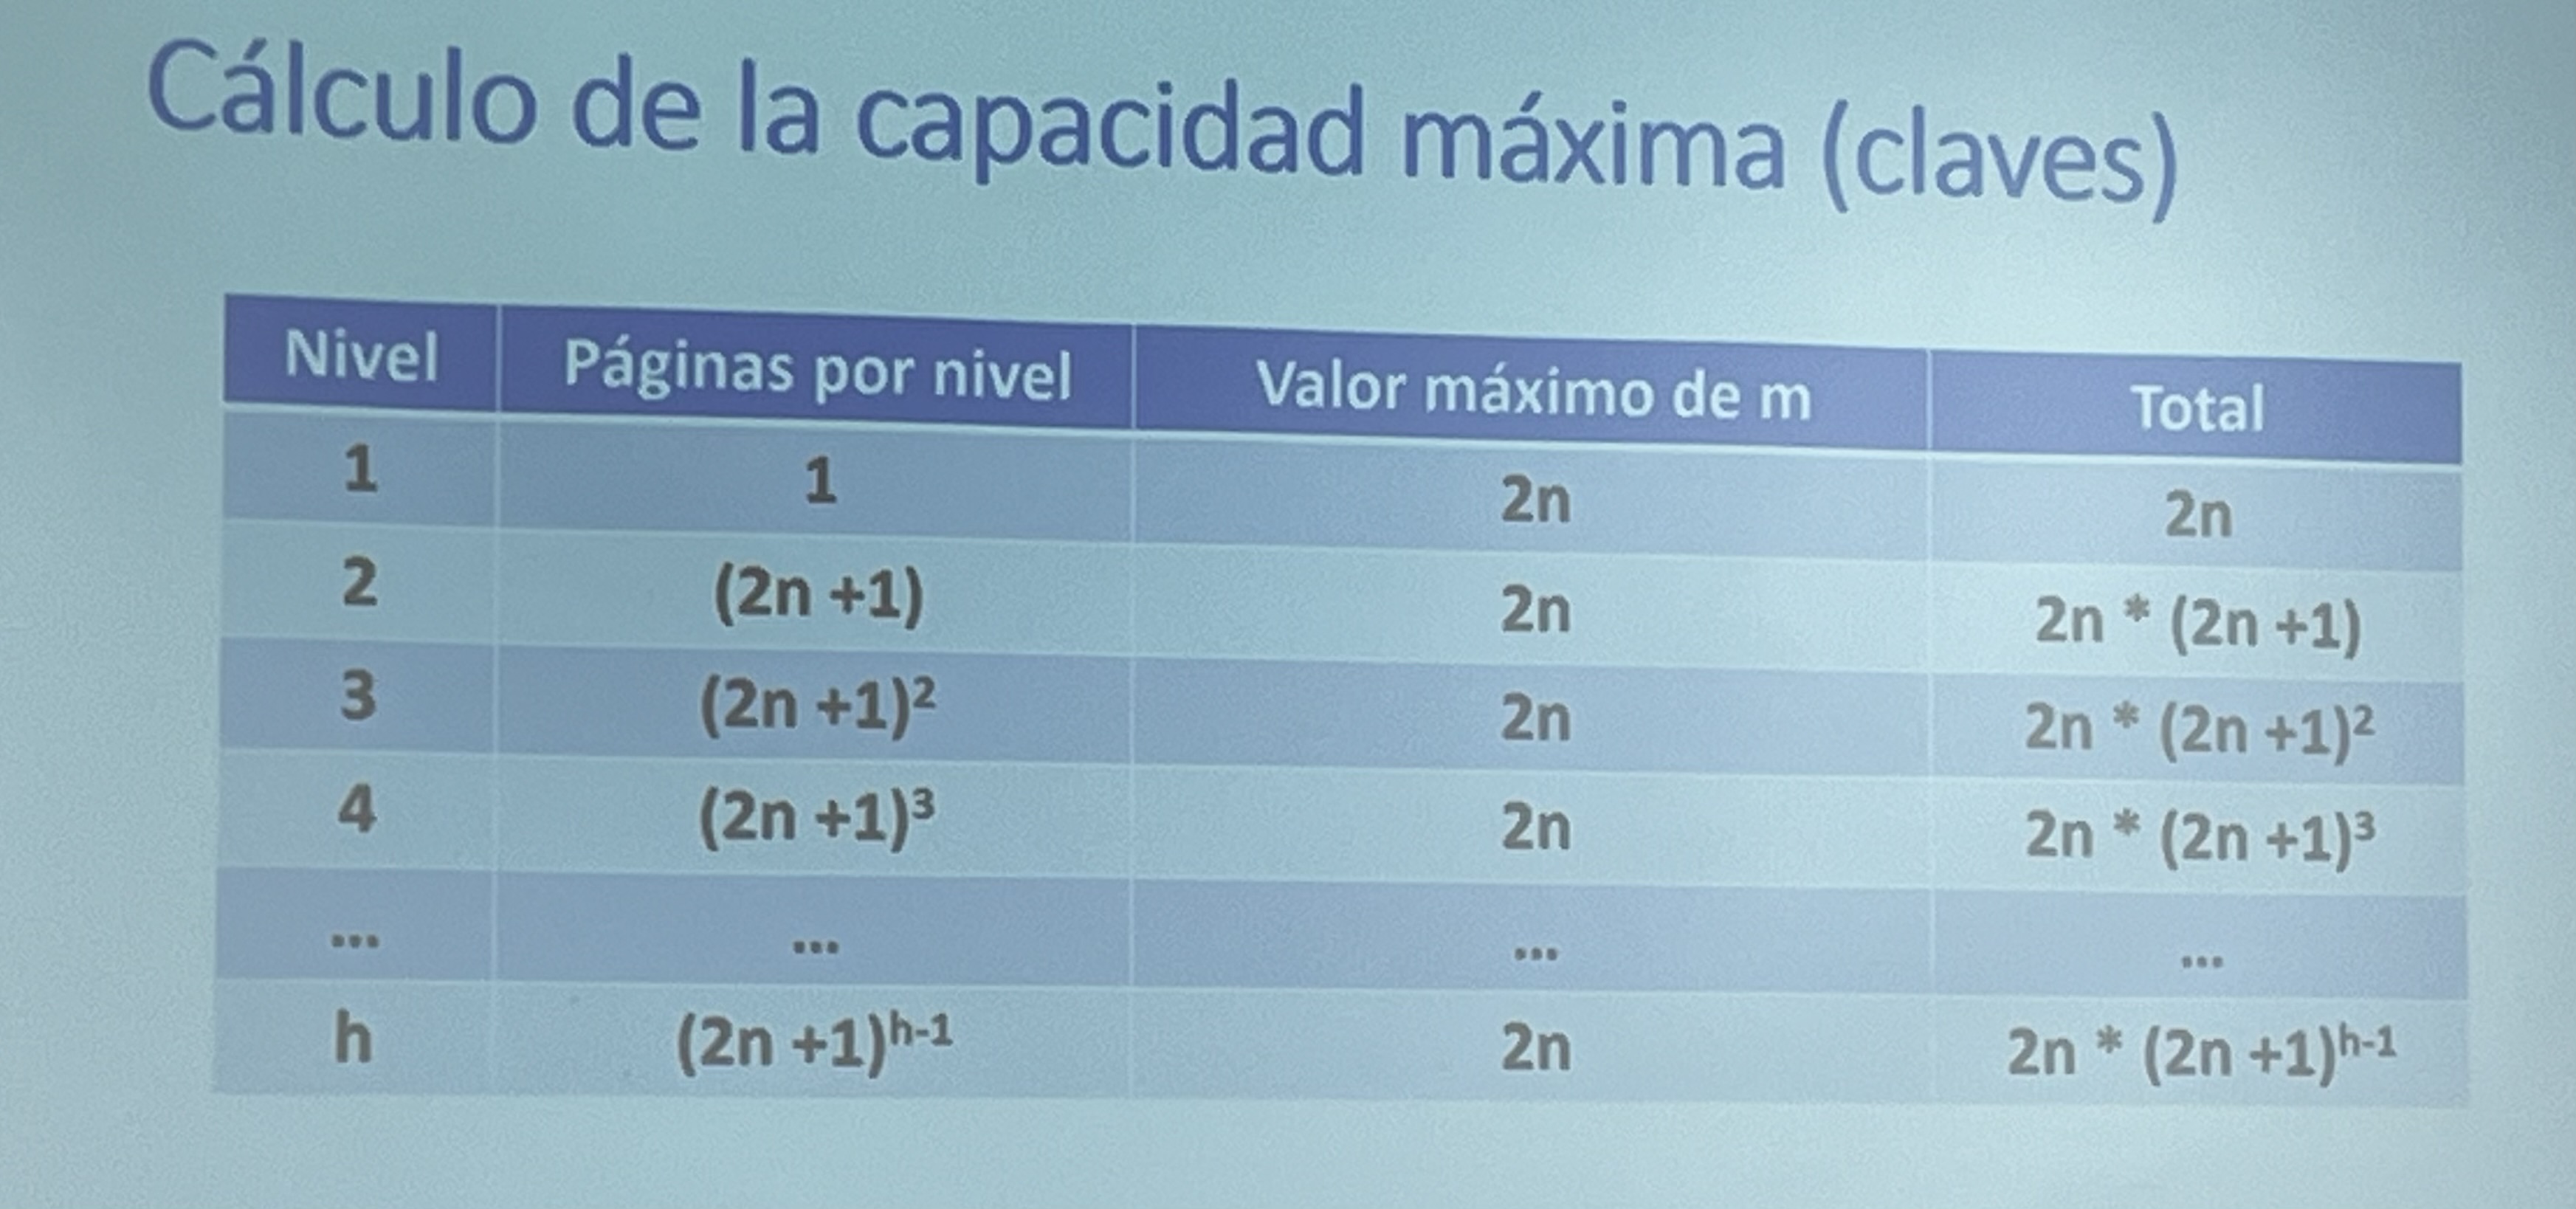 Cálculo de la capacidad máxima (claves)
Nivel Páginas por nivel Valor máximo de m Total
1 1 2n 2n
2 (2n +1) 2n 2n * (2n +1)
3 (2n +1)² 2n 2n * (2n +1)²
4 (2n +1)³ 2n 2n * (2n +1)³
... ... ... ...
h (2n +1)ʰ⁻¹ 2n 2n * (2n +1)ʰ⁻¹